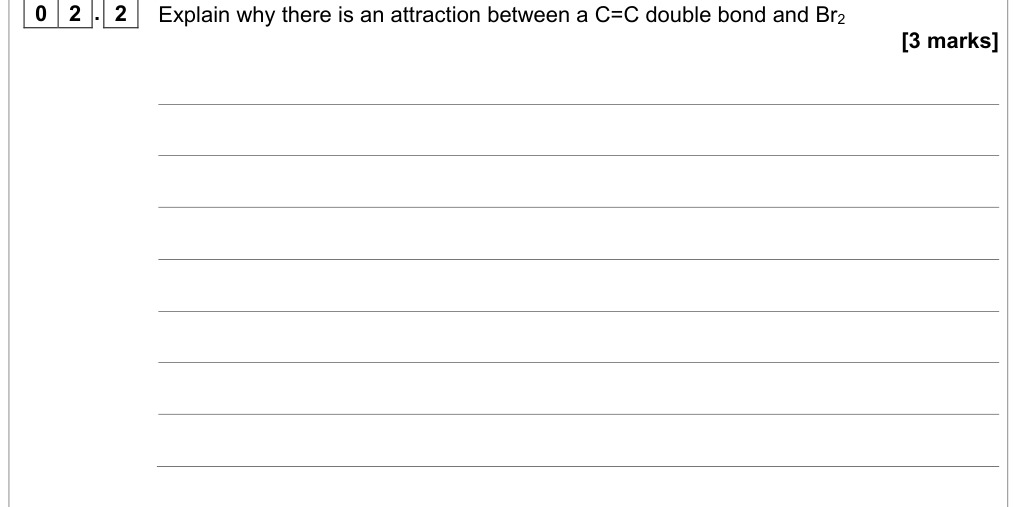 0 2 . 2 Explain why there is an attraction between a C=C double bond and Br₂
[3 marks]